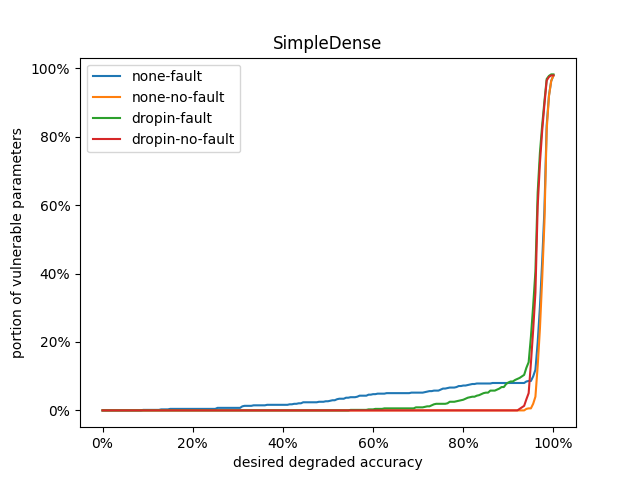 SimpleDense
100%
80%
60%
40%
20%
0%
portion of vulnerable parameters
none-fault
none-no-fault
dropin-fault
dropin-no-fault
0%
20%
40%
60%
80%
100%
desired degraded accuracy